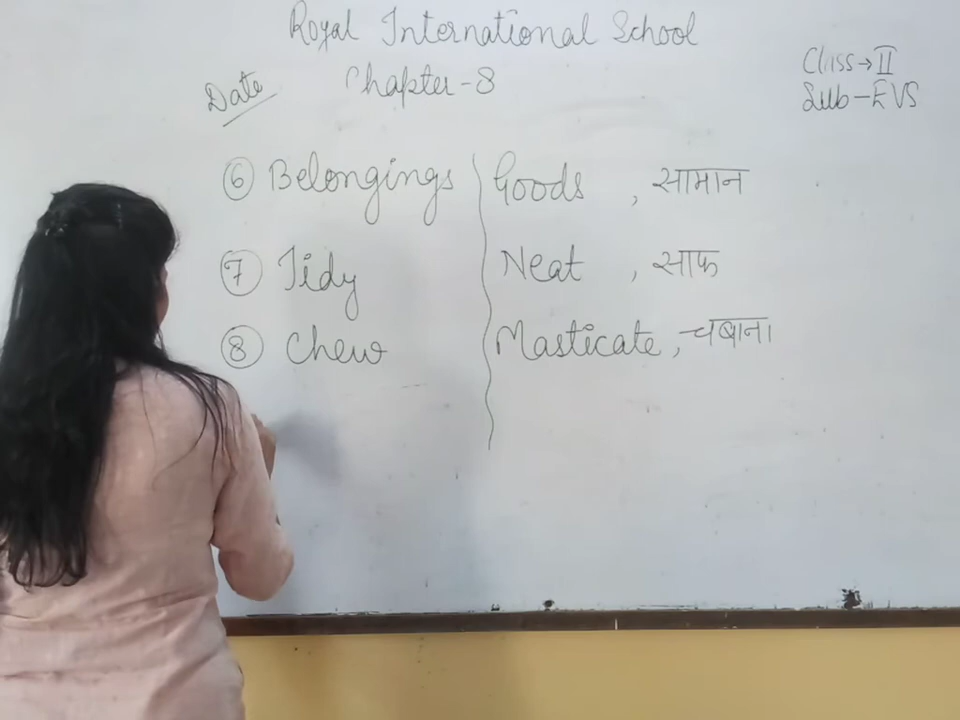 Royal International School
Date Chapter-8 Class→II
Sub-EVS
6 Belongings Goods , सामान
7 Tidy Neat , साफ
8 Chew Masticate, चबाना